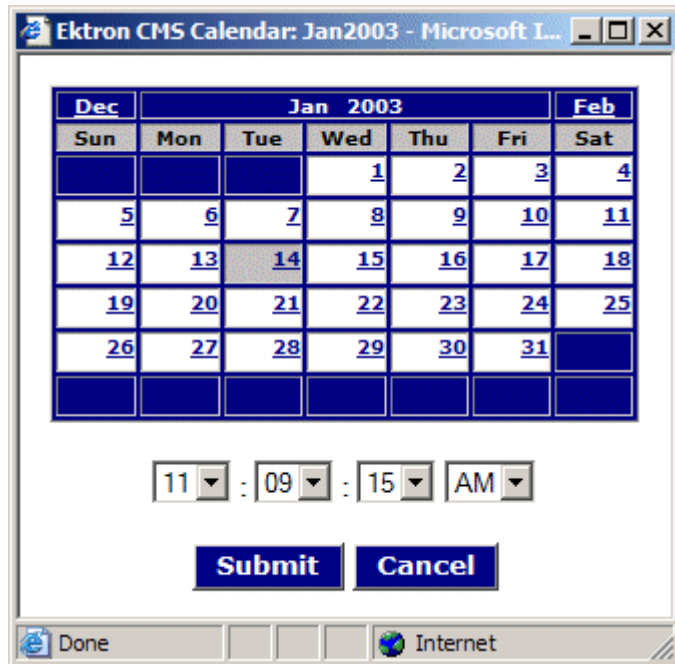 Ektron CMS Calendar: Jan2003 - Microsoft I...
Dec Jan 2003 Feb
Sun Mon Tue Wed Thu Fri Sat
1 2 3 4
5 6 7 8 9 10 11
12 13 14 15 16 17 18
19 20 21 22 23 24 25
26 27 28 29 30 31
11 : 09 : 15 AM
Submit Cancel
Done Internet